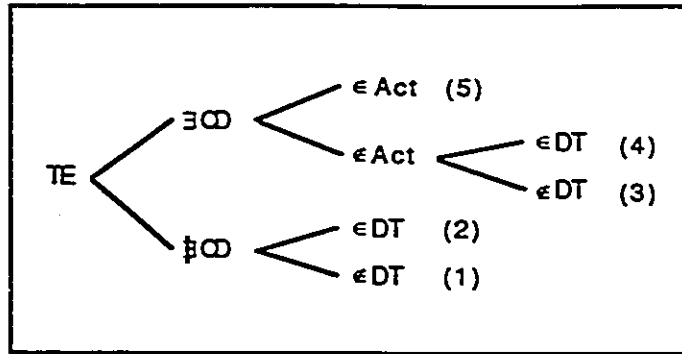 ∈Act (5)
∃CD
∈DT (4)
∉Act
TE
∉DT (3)
∈DT (2)
∄CD
∉DT (1)